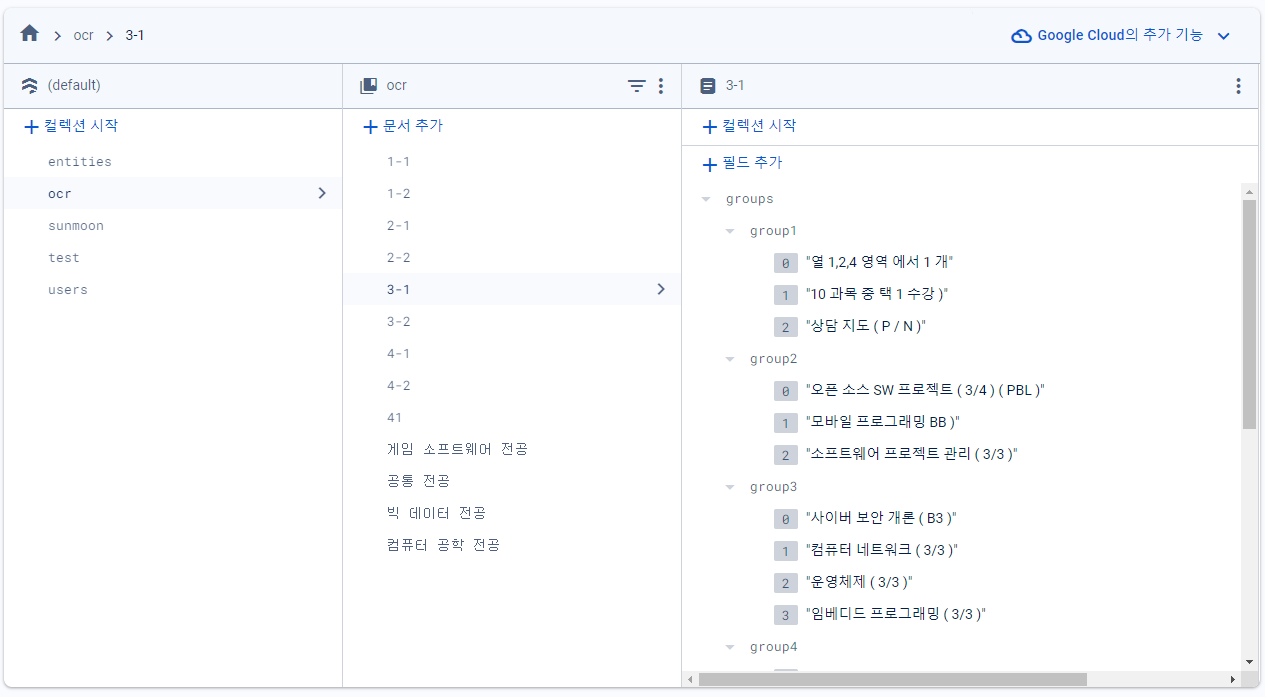 ocr
3-1
Google Cloud의 추가 기능
(default)
컬렉션 시작
entities
ocr
sunmoon
test
users
ocr
문서 추가
1-1
1-2
2-1
2-2
3-1
3-2
4-1
4-2
41
게임 소프트웨어 전공
공통 전공
빅 데이터 전공
컴퓨터 공학 전공
3-1
컬렉션 시작
필드 추가
groups
group1
0 "열 1,2,4 영역 에서 1 개"
1 "10 과목 중 택 1 수강 )"
2 "상담 지도 ( P / N )"
group2
0 "오픈 소스 SW 프로젝트 ( 3/4 ) ( PBL )"
1 "모바일 프로그래밍 BB )"
2 "소프트웨어 프로젝트 관리 ( 3/3 )"
group3
0 "사이버 보안 개론 ( B3 )"
1 "컴퓨터 네트워크 ( 3/3 )"
2 "운영체제 ( 3/3 )"
3 "임베디드 프로그래밍 ( 3/3 )"
group4